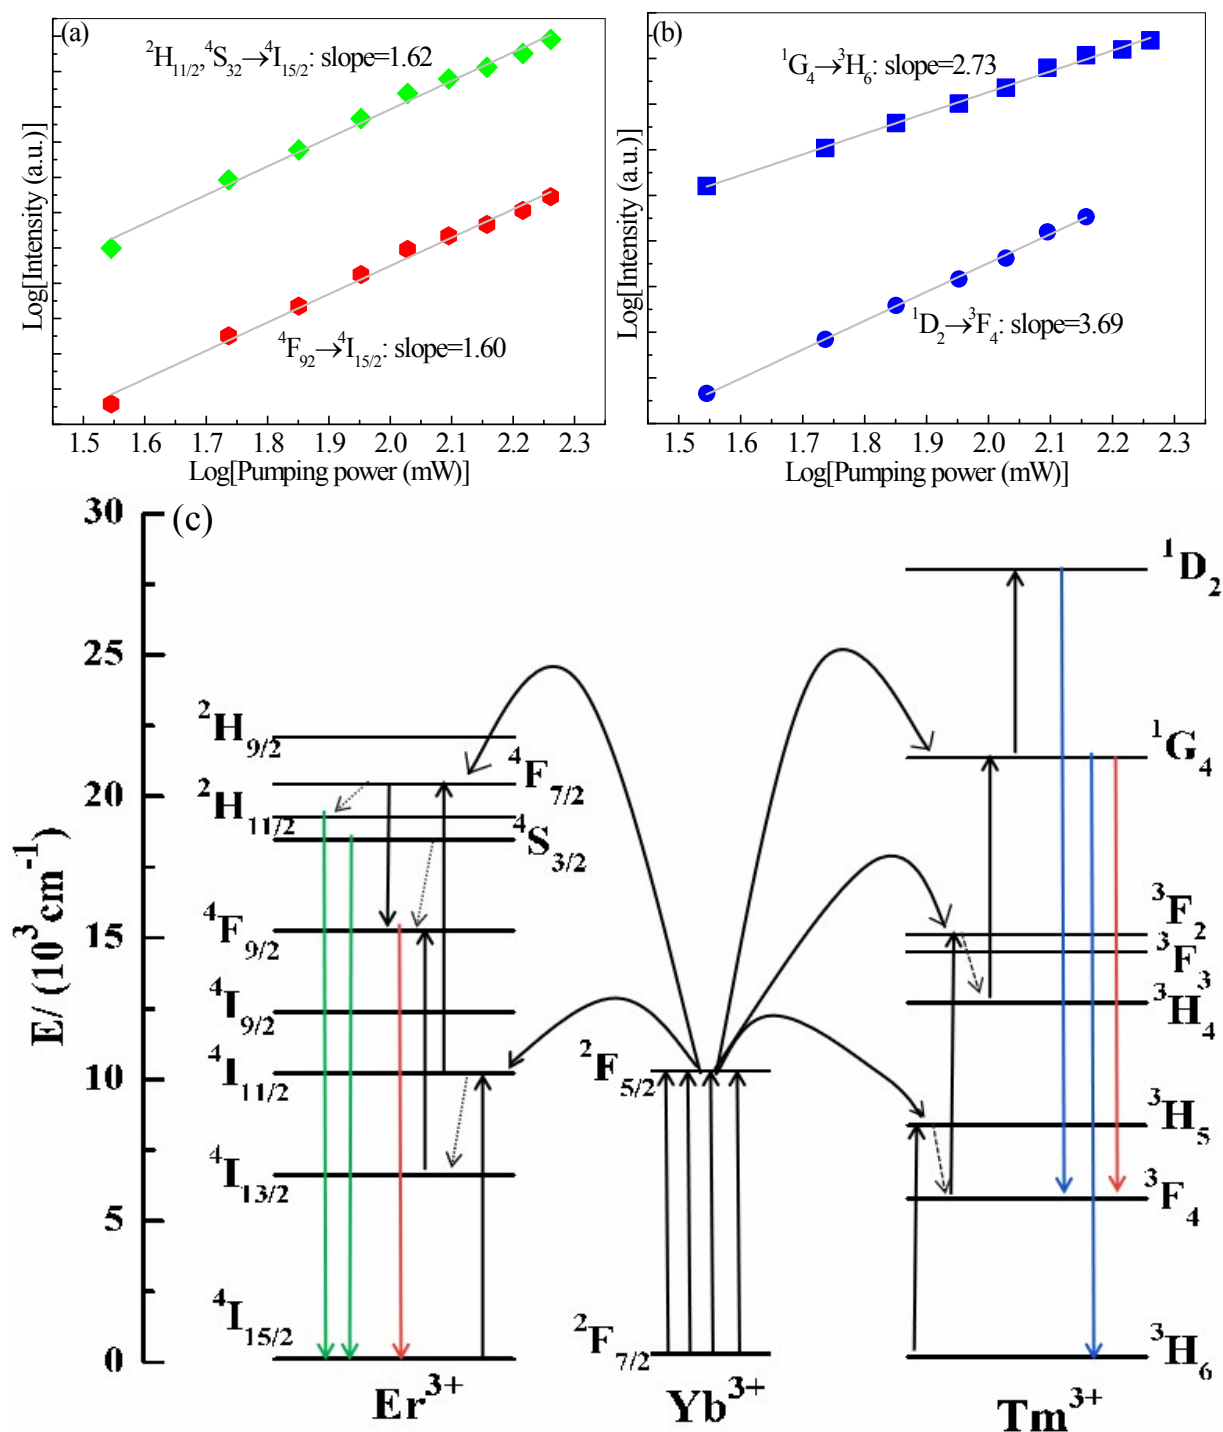 (a)
²H₁₁/₂,⁴S₃₂→⁴I₁₅/₂: slope=1.62
⁴F₉₂→⁴I₁₅/₂: slope=1.60
Log[Intensity (a.u.)]
1.5 1.6 1.7 1.8 1.9 2.0 2.1 2.2 2.3
Log[Pumping power (mW)]
(b)
¹G₄→³H₆: slope=2.73
¹D₂→³F₄: slope=3.69
Log[Intensity (a.u.)]
1.5 1.6 1.7 1.8 1.9 2.0 2.1 2.2 2.3
Log[Pumping power (mW)]
(c)
E/ (10³cm⁻¹)
30
25
20
15
10
5
0
²H₉/₂
⁴F₇/₂
²H₁₁/₂
⁴S₃/₂
⁴F₉/₂
⁴I₉/₂
⁴I₁₁/₂
⁴I₁₃/₂
⁴I₁₅/₂
Er³⁺
²F₅/₂
²F₇/₂
Yb³⁺
¹D₂
¹G₄
³F₂
³F₃
³H₄
³H₅
³F₄
³H₆
Tm³⁺